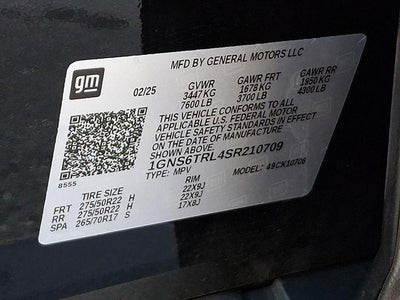 gm
MFD BY GENERAL MOTORS LLC
02/25 GVWR GAWR FRT GAWR RR
3447 KG 1678 KG 1950 KG
7600 LB 3700 LB 4300 LB
THIS VEHICLE CONFORMS TO ALL
APPLICABLE U.S. FEDERAL MOTOR
VEHICLE SAFETY STANDARDS IN EFFECT
ON THE DATE OF MANUFACTURE
1GNS6TRL4SR210709
TYPE: MPV MODEL: 49CK10706
8555
TIRE SIZE RIM
FRT 275/50R22 H 22X9J
RR 275/50R22 H 22X9J
SPA 265/70R17 S 17X8J